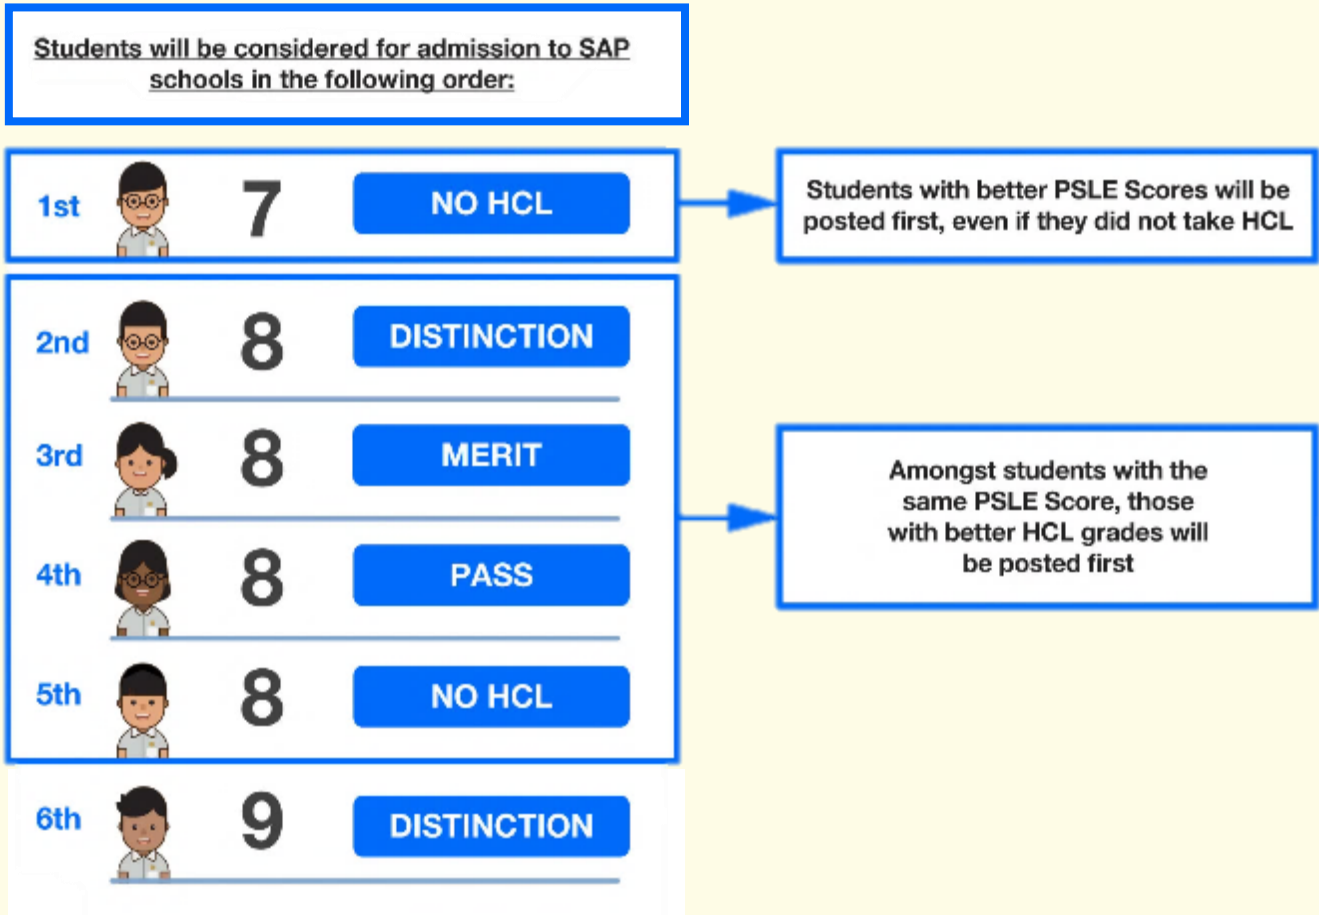 Students will be considered for admission to SAP
schools in the following order:
1st 7 NO HCL
Students with better PSLE Scores will be
posted first, even if they did not take HCL
2nd 8 DISTINCTION
3rd 8 MERIT
4th 8 PASS
5th 8 NO HCL
Amongst students with the
same PSLE Score, those
with better HCL grades will
be posted first
6th 9 DISTINCTION